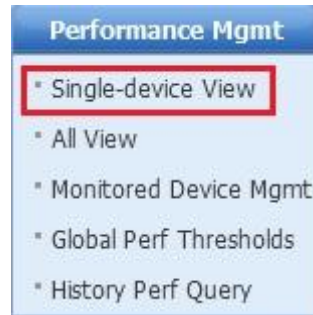 Performance Mgmt
Single-device View
All View
Monitored Device Mgmt
Global Perf Thresholds
History Perf Query